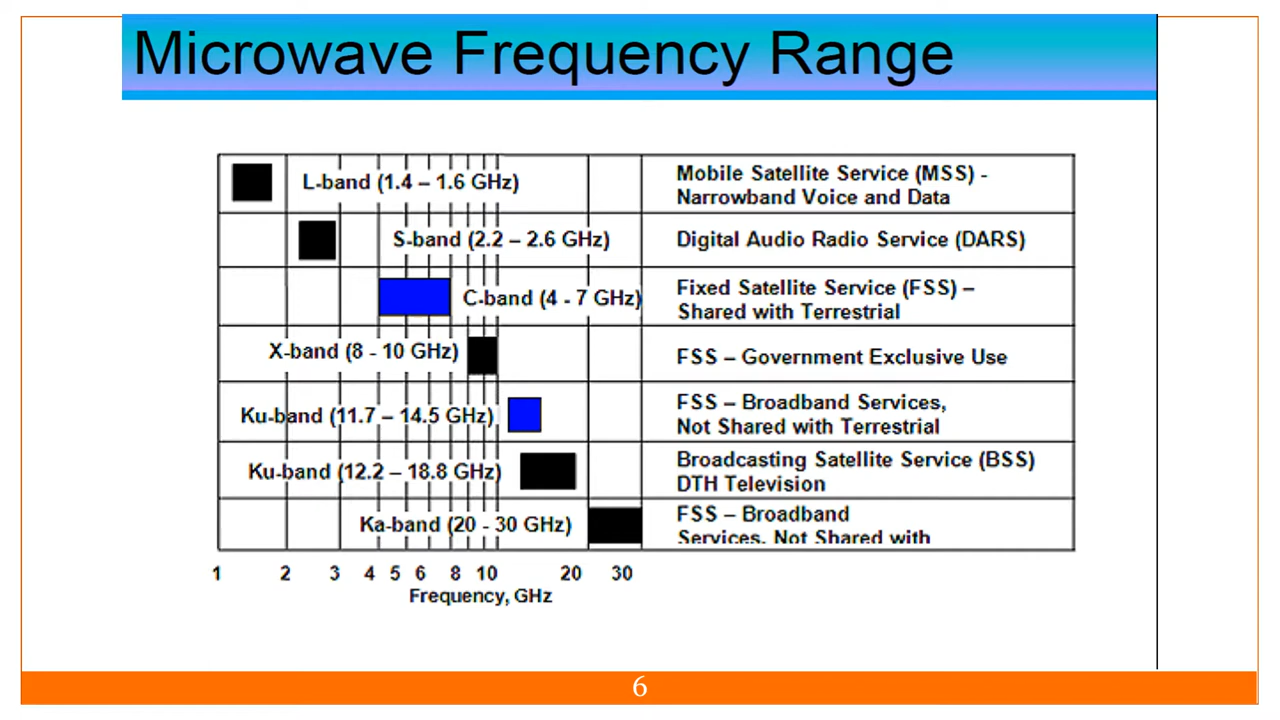 Microwave Frequency Range
L-band (1.4 – 1.6 GHz)
Mobile Satellite Service (MSS) -
Narrowband Voice and Data
S-band (2.2 – 2.6 GHz)
Digital Audio Radio Service (DARS)
C-band (4 - 7 GHz)
Fixed Satellite Service (FSS) –
Shared with Terrestrial
X-band (8 - 10 GHz)
FSS – Government Exclusive Use
Ku-band (11.7 – 14.5 GHz)
FSS – Broadband Services,
Not Shared with Terrestrial
Ku-band (12.2 – 18.8 GHz)
Broadcasting Satellite Service (BSS)
DTH Television
Ka-band (20 - 30 GHz)
FSS – Broadband
Services, Not Shared with
1 2 3 4 5 6 8 10 20 30
Frequency, GHz
6